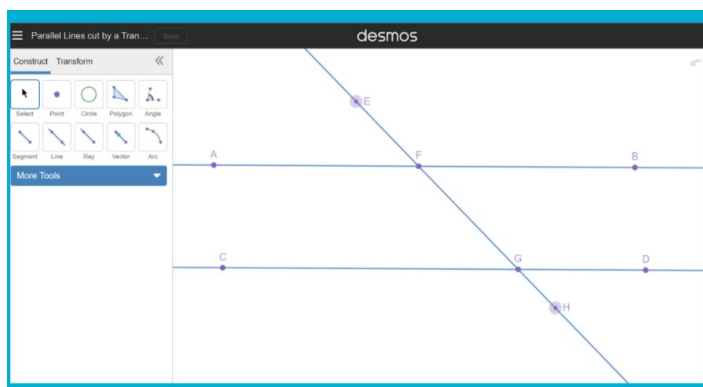 Parallel Lines cut by a Tran... Save desmos
Construct Transform
Select Point Circle Polygon Angle
Segment Line Ray Vector Arc
More Tools
E
A F B
C G D
H